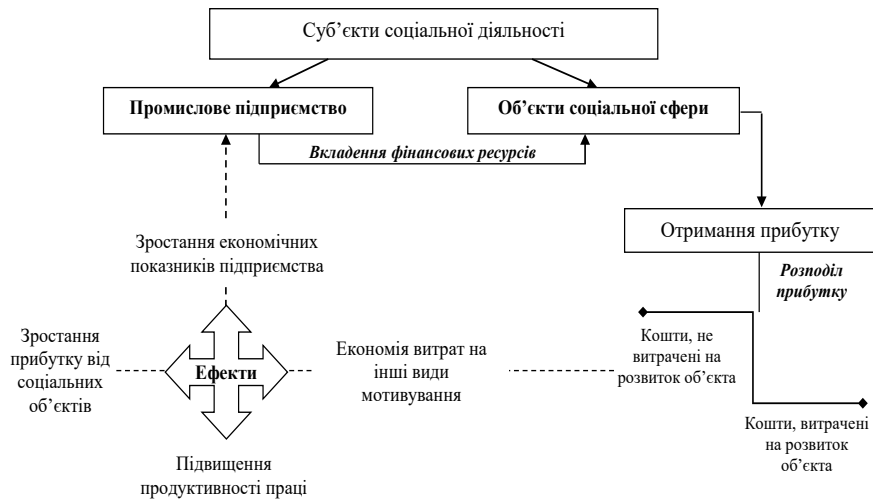 Суб’єкти соціальної діяльності
Промислове підприємство
Об’єкти соціальної сфери
Вкладення фінансових ресурсів
Отримання прибутку
Зростання економічних
показників підприємства
Розподіл
прибутку
Зростання
прибутку від
соціальних
об’єктів
Ефекти
Економія витрат на
інші види
мотивування
Кошти, не
витрачені на
розвиток об’єкта
Кошти, витрачені
на розвиток
об’єкта
Підвищення
продуктивності праці